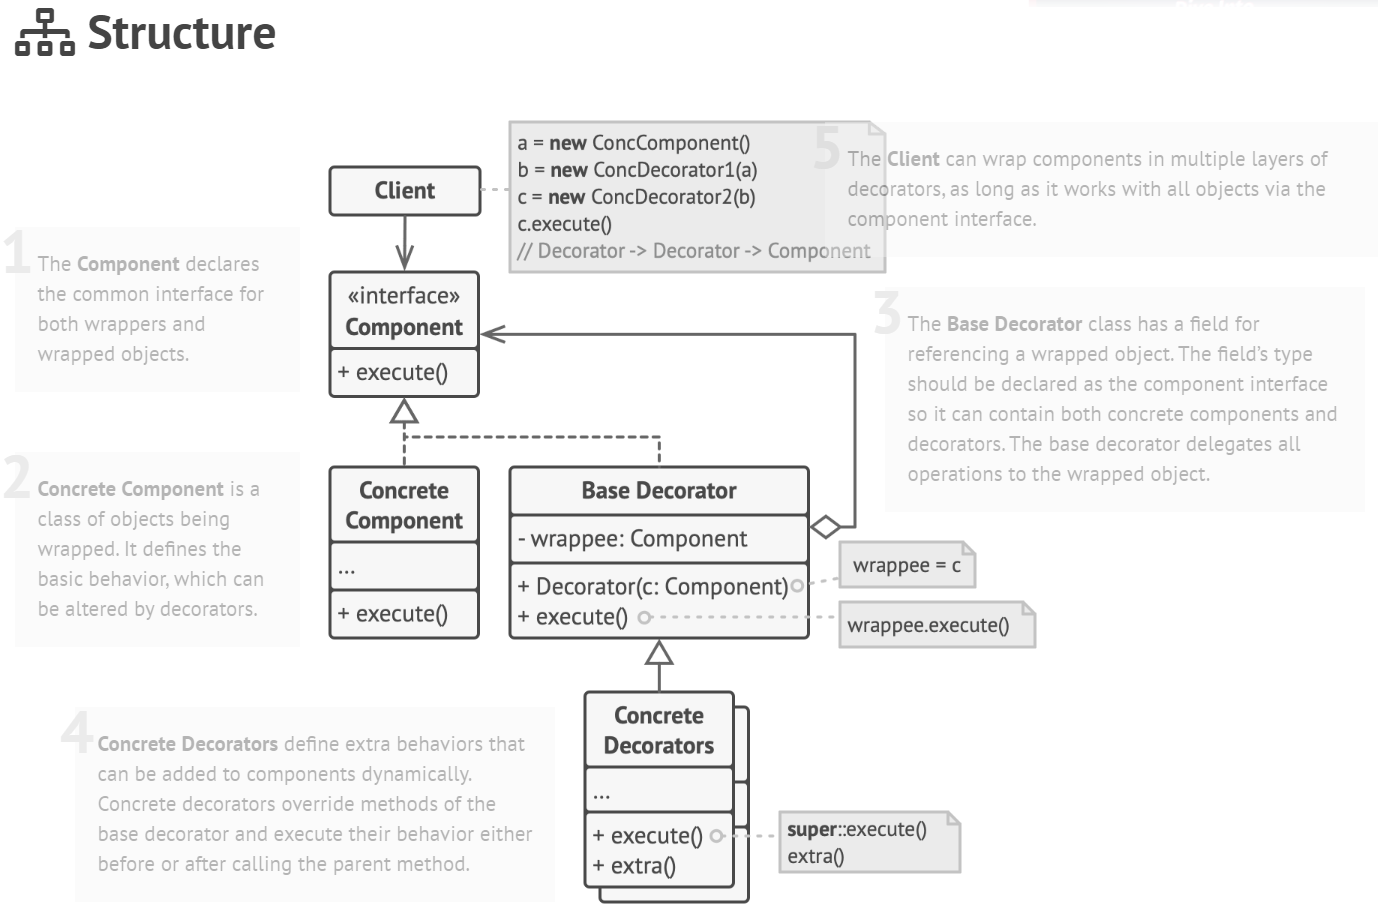 Structure
a = new ConcComponent()
b = new ConcDecorator1(a)
c = new ConcDecorator2(b)
c.execute()
// Decorator -> Decorator -> Component
5
The Client can wrap components in multiple layers of
decorators, as long as it works with all objects via the
component interface.
Client
1
The Component declares
the common interface for
both wrappers and
wrapped objects.
«interface»
Component
+ execute()
3
The Base Decorator class has a field for
referencing a wrapped object. The field's type
should be declared as the component interface
so it can contain both concrete components and
decorators. The base decorator delegates all
operations to the wrapped object.
2
Concrete Component is a
class of objects being
wrapped. It defines the
basic behavior, which can
be altered by decorators.
Concrete
Component
...
+ execute()
Base Decorator
- wrappee: Component
+ Decorator(c: Component)
+ execute()
wrappee = c
wrappee.execute()
4
Concrete Decorators define extra behaviors that
can be added to components dynamically.
Concrete decorators override methods of the
base decorator and execute their behavior either
before or after calling the parent method.
Concrete
Decorators
...
+ execute()
+ extra()
super::execute()
extra()